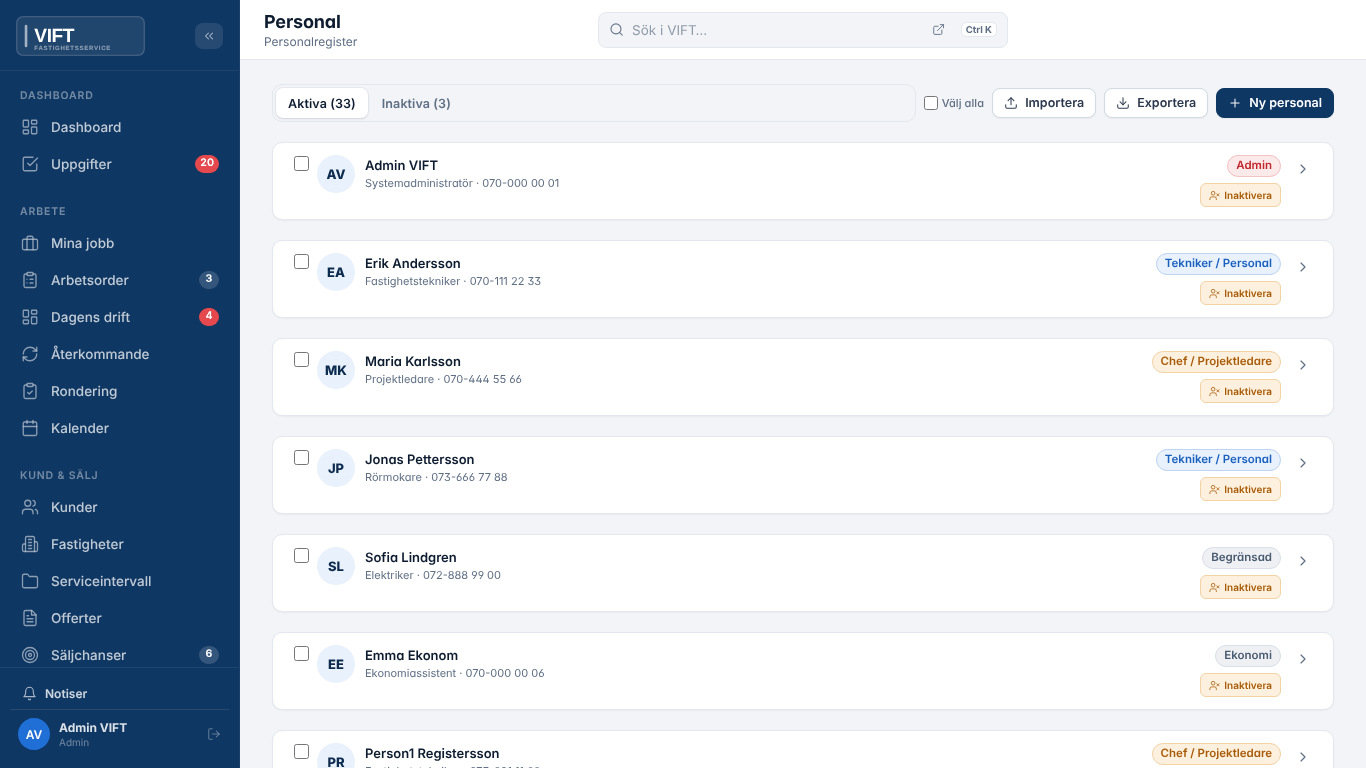 VIFT
FASTIGHETSSERVICE
DASHBOARD
Dashboard
Uppgifter 20
ARBETE
Mina jobb
Arbetsorder 3
Dagens drift 4
Återkommande
Rondering
Kalender
KUND & SÄLJ
Kunder
Fastigheter
Serviceintervall
Offerter
Säljchanser 6
Notiser
AV Admin VIFT
Admin
Personal
Personalregister
Sök i VIFT... Ctrl K
Aktiva (33) Inaktiva (3) Välj alla Importera Exportera Ny personal
AV Admin VIFT Admin
Systemadministratör · 070-000 00 01
Inaktivera
EA Erik Andersson Tekniker / Personal
Fastighetstekniker · 070-111 22 33
Inaktivera
MK Maria Karlsson Chef / Projektledare
Projektledare · 070-444 55 66
Inaktivera
JP Jonas Pettersson Tekniker / Personal
Rörmokare · 073-666 77 88
Inaktivera
SL Sofia Lindgren Begränsad
Elektriker · 072-888 99 00
Inaktivera
EE Emma Ekonom Ekonomi
Ekonomiassistent · 070-000 00 06
Inaktivera
PR Person1 Registersson Chef / Projektledare